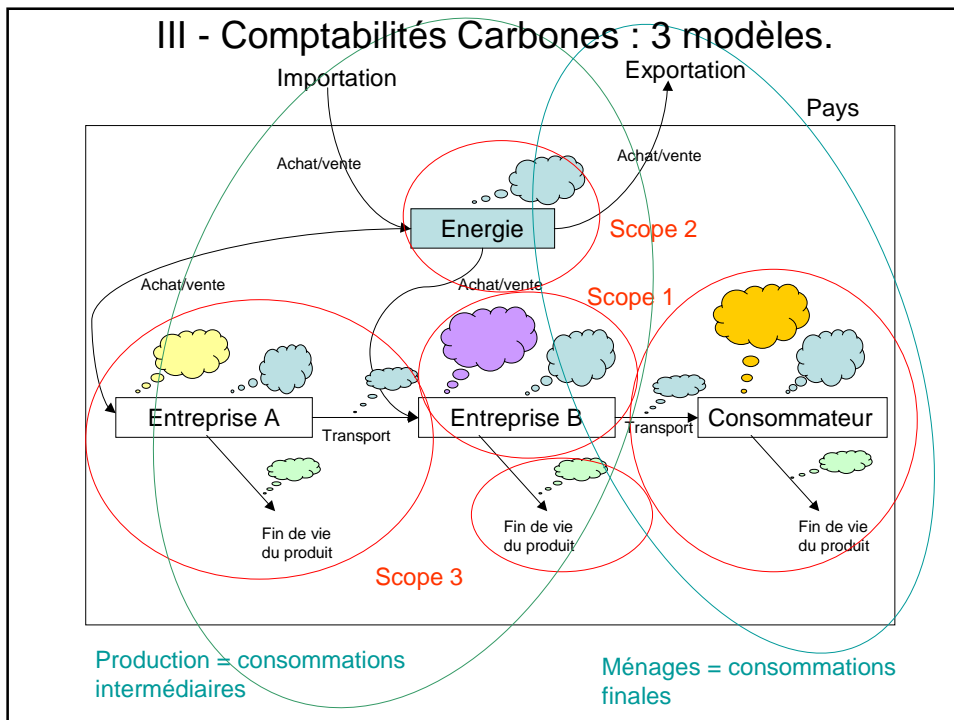 III - Comptabilités Carbones : 3 modèles.
Importation
Exportation
Pays
Achat/vente
Achat/vente
Energie
Scope 2
Achat/vente
Achat/vente
Scope 1
Entreprise A
Transport
Entreprise B
Transport
Consommateur
Fin de vie
du produit
Fin de vie
du produit
Fin de vie
du produit
Scope 3
Production = consommations
intermédiaires
Ménages = consommations
finales